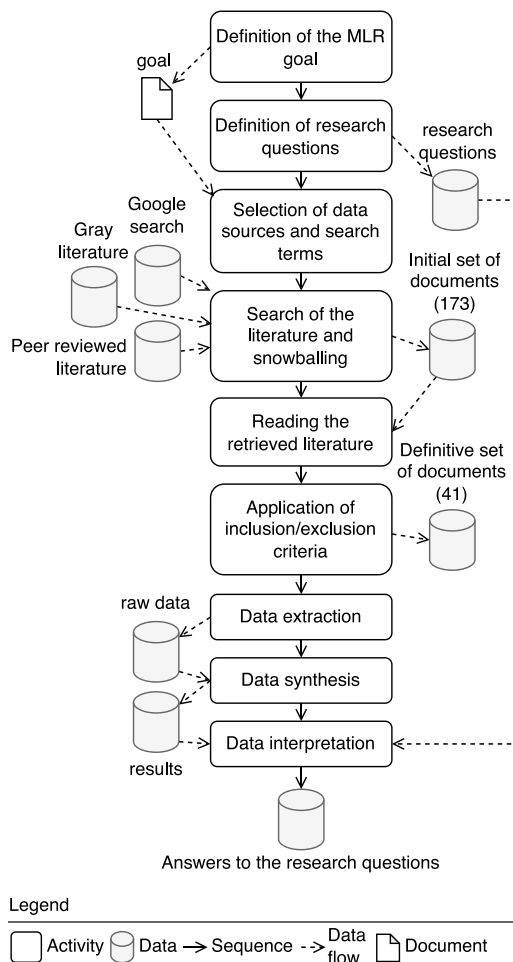 Definition of the MLR
goal
goal
Definition of research
questions
research
questions
Selection of data
sources and search
terms
Google
search
Gray
literature
Peer reviewed
literature
Search of the
literature and
snowballing
Initial set of
documents
(173)
Reading the
retrieved literature
Definitive set
of documents
(41)
Application of
inclusion/exclusion
criteria
Data extraction
raw data
Data synthesis
results
Data interpretation
Answers to the research questions
Legend
Activity
Data
Sequence
Data
flow
Document